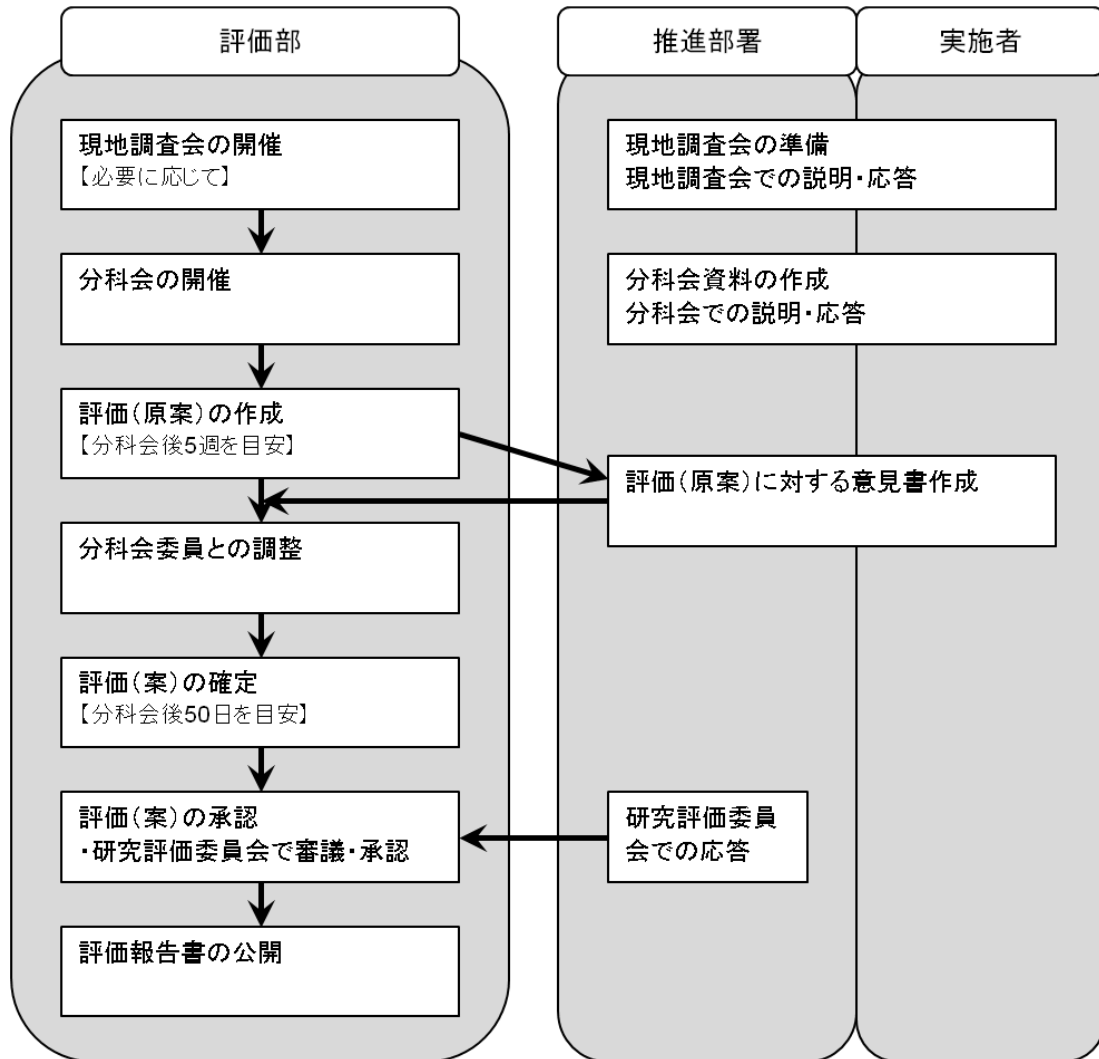 評価部
推進部署
実施者
現地調査会の開催
【必要に応じて】
現地調査会の準備
現地調査会での説明・応答
分科会の開催
分科会資料の作成
分科会での説明・応答
評価(原案)の作成
【分科会後5週を目安】
評価(原案)に対する意見書作成
分科会委員との調整
評価(案)の確定
【分科会後50日を目安】
評価(案)の承認
・研究評価委員会で審議・承認
研究評価委員
会での応答
評価報告書の公開